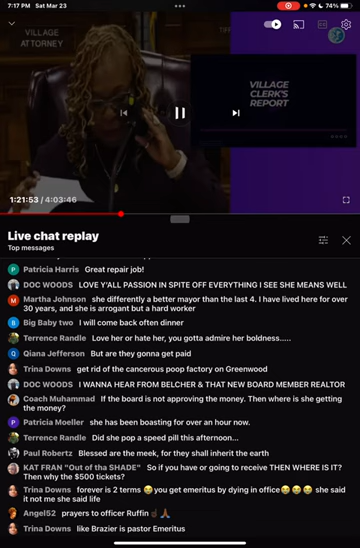 7:17 PM Sat Mar 23
74%
VILLAGE
ATTORNEY
VILLAGE
CLERK'S
REPORT
1:21:53 / 4:03:46
Live chat replay
Top messages
Patricia Harris Great repair job!
DOC WOODS LOVE Y'ALL PASSION IN SPITE OFF EVERYTHING I SEE SHE MEANS WELL
Martha Johnson she differently a better mayor than the last 4. I have lived here for over
30 years, and she is arrogant but a hard worker
Big Baby two I will come back often dinner
Terrence Randle Love her or hate her, you gotta admire her boldness.....
Qiana Jefferson But are they gonna get paid
Trina Downs get rid of the cancerous poop factory on Greenwood
DOC WOODS I WANNA HEAR FROM BELCHER & THAT NEW BOARD MEMBER REALTOR
Coach Muhammad If the board is not approving the money. Then where is she getting
the money?
Patricia Moeller she has been boasting for over an hour now.
Terrence Randle Did she pop a speed pill this afternoon...
Paul Robertz Blessed are the meek, for they shall inherit the earth
KAT FRAN "Out of tha SHADE" So if you have or going to receive THEN WHERE IS IT?
Then why the $500 tickets?
Trina Downs forever is 2 terms 😂you get emeritus by dying in office😂😂😂 she said
it not me she said life
Angel52 prayers to officer Ruffin ☝🏾🙏🏾
Trina Downs like Brazier is pastor Emeritus